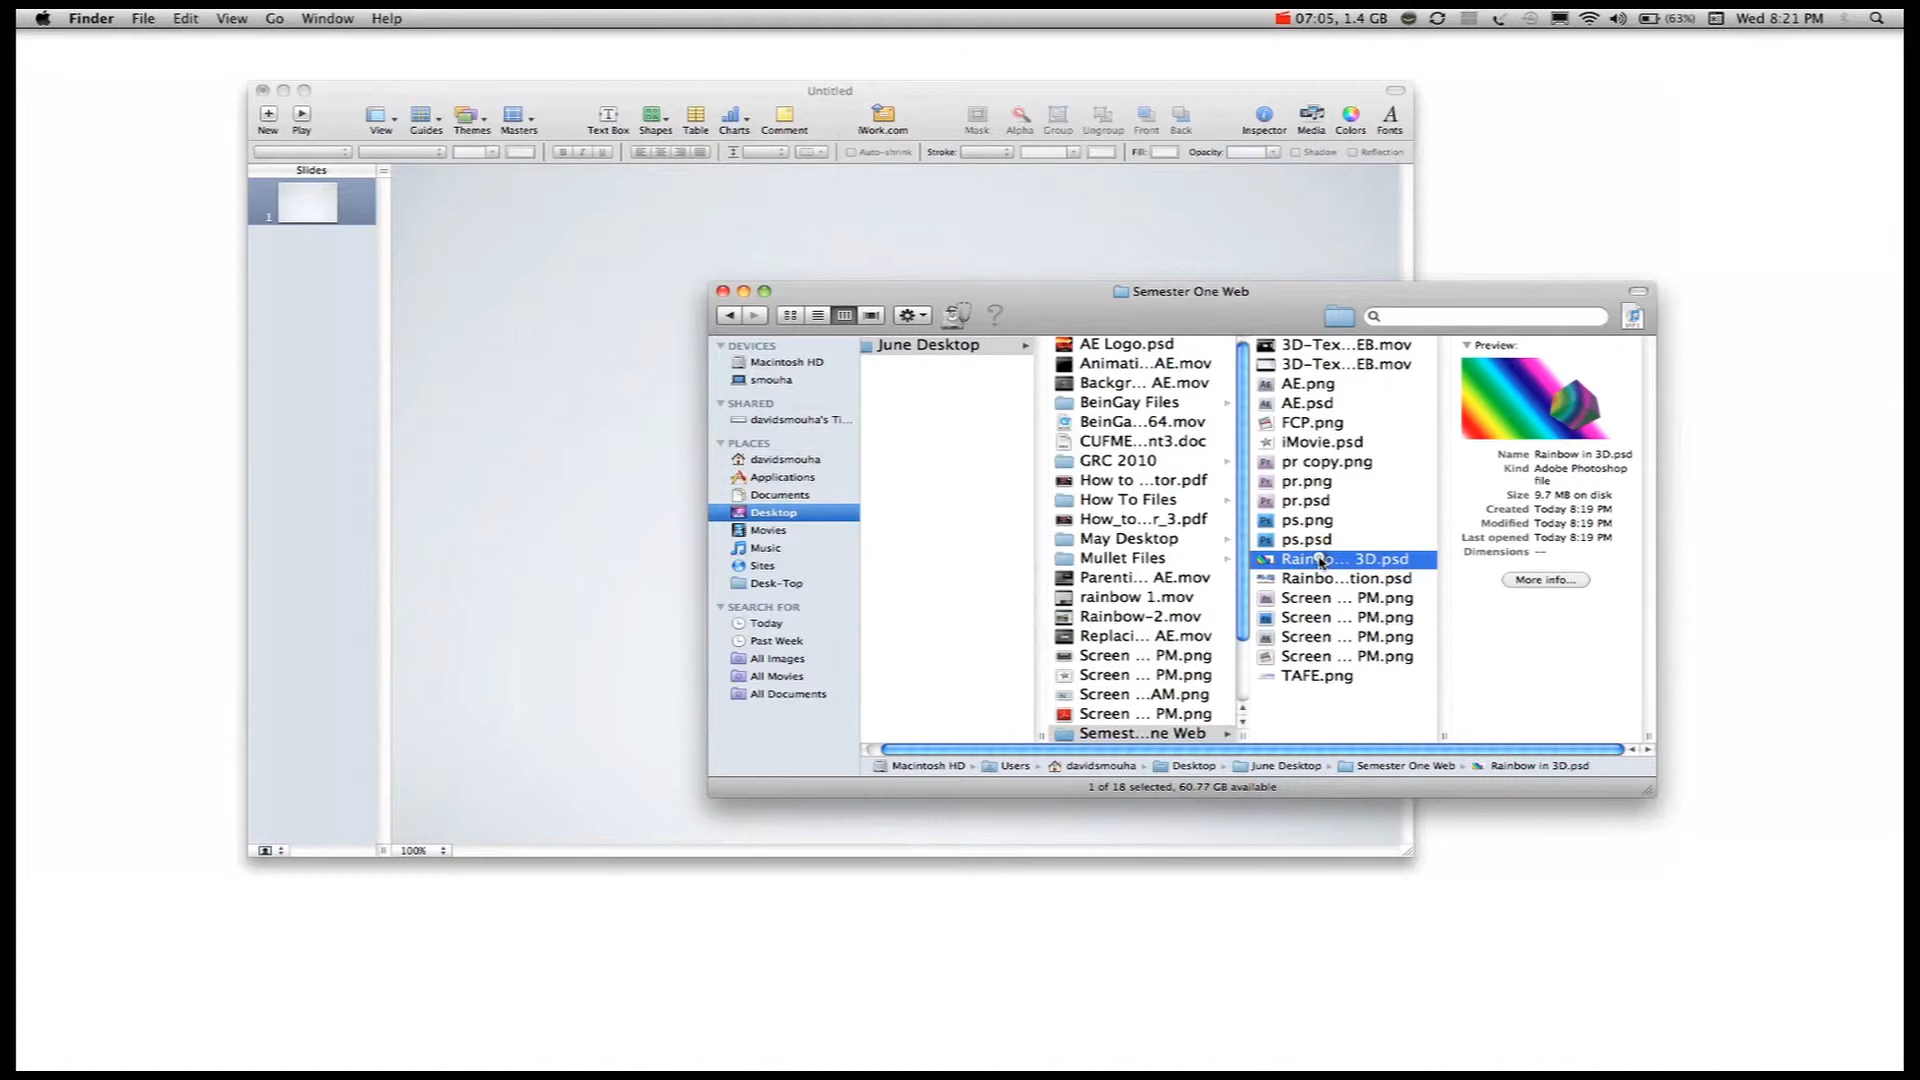 Finder File Edit View Go Window Help 07:05, 1.4 GB (63%) Wed 8:21 PM
Untitled
New Play View Guides Themes Masters Text Box Shapes Table Charts Comment iWork.com Mask Alpha Group Ungroup Front Back Inspector Media Colors Fonts
B I U Auto-shrink Stroke: Fill: Opacity: Shadow Reflection
Slides
1
100%
Semester One Web
DEVICES
Macintosh HD
smouha
SHARED
davidsmouha's Ti...
PLACES
davidsmouha
Applications
Documents
Desktop
Movies
Music
Sites
Desk-Top
SEARCH FOR
Today
Past Week
All Images
All Movies
All Documents
June Desktop
AE Logo.psd
Animati...AE.mov
Backgr... AE.mov
BeinGay Files
BeinGa...64.mov
CUFME...nt3.doc
GRC 2010
How to ...tor.pdf
How To Files
How_to...r_3.pdf
May Desktop
Mullet Files
Parenti... AE.mov
rainbow 1.mov
Rainbow-2.mov
Replaci... AE.mov
Screen ... PM.png
Screen ... PM.png
Screen ...AM.png
Screen ... PM.png
Semest...ne Web
3D-Tex...EB.mov
3D-Tex...EB.mov
AE.png
AE.psd
FCP.png
iMovie.psd
pr copy.png
pr.png
pr.psd
ps.png
ps.psd
Rainbo... 3D.psd
Rainbo...tion.psd
Screen ... PM.png
Screen ... PM.png
Screen ... PM.png
Screen ... PM.png
TAFE.png
Preview:
Name Rainbow in 3D.psd
Kind Adobe Photoshop
file
Size 9.7 MB on disk
Created Today 8:19 PM
Modified Today 8:19 PM
Last opened Today 8:19 PM
Dimensions --
More info...
Macintosh HD Users davidsmouha Desktop June Desktop Semester One Web Rainbow in 3D.psd
1 of 18 selected, 60.77 GB available